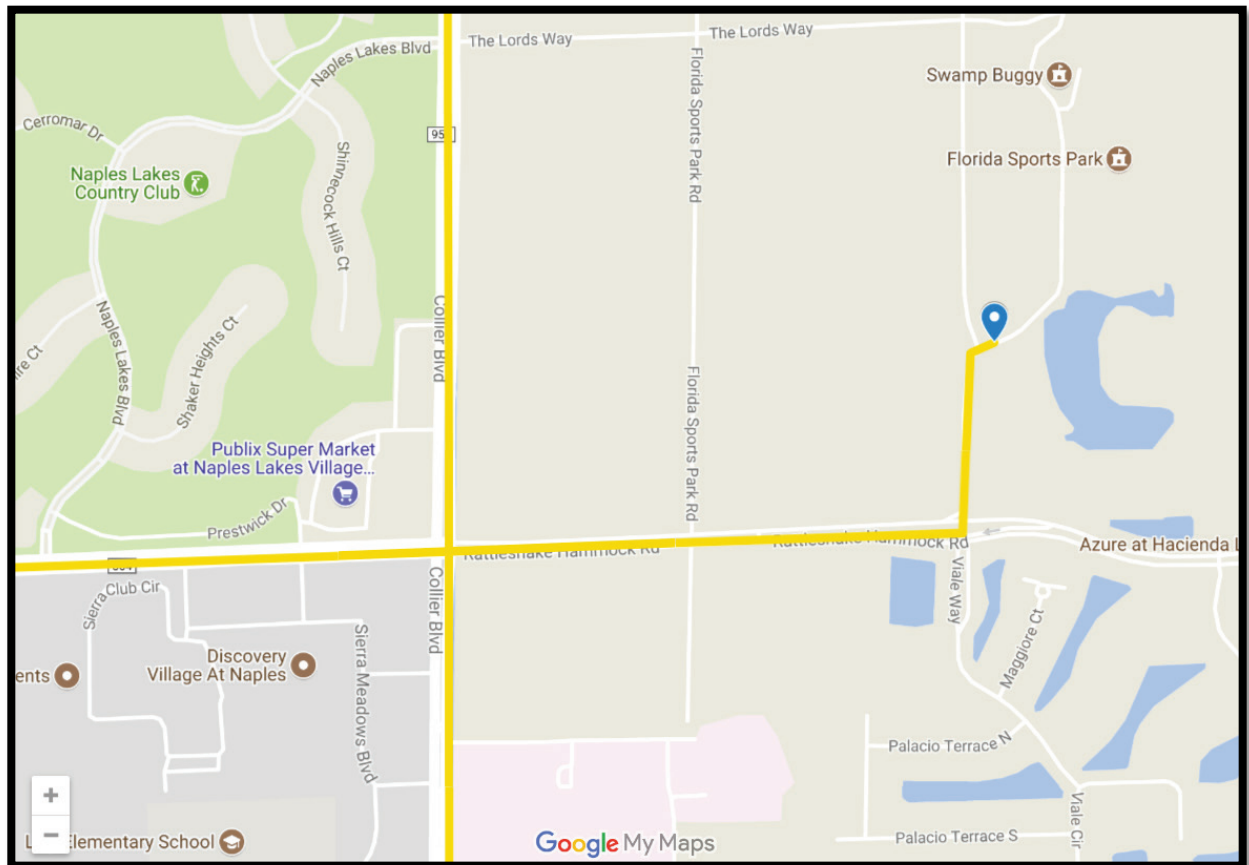 The Lords Way
The Lords Way
Naples Lakes Blvd
Florida Sports Park Rd
Swamp Buggy
Cerromar Dr
Shinnecock Hills Ct
Florida Sports Park
Naples Lakes
Country Club
Naples Lakes Blvd
Shaker Heights Ct
Collier Blvd
Florida Sports Park Rd
Publix Super Market
at Naples Lakes Village...
Prestwick Dr
Rattlesnake Hammock Rd
Rattlesnake Hammock Rd
Azure at Hacienda
Sierra Club Cir
Collier Blvd
Viale Way
Maggiore Ct
Discovery
Village At Naples
Sierra Meadows Blvd
Palacio Terrace N
Viale Cir
Palacio Terrace S
+
−
Elementary School
Google My Maps